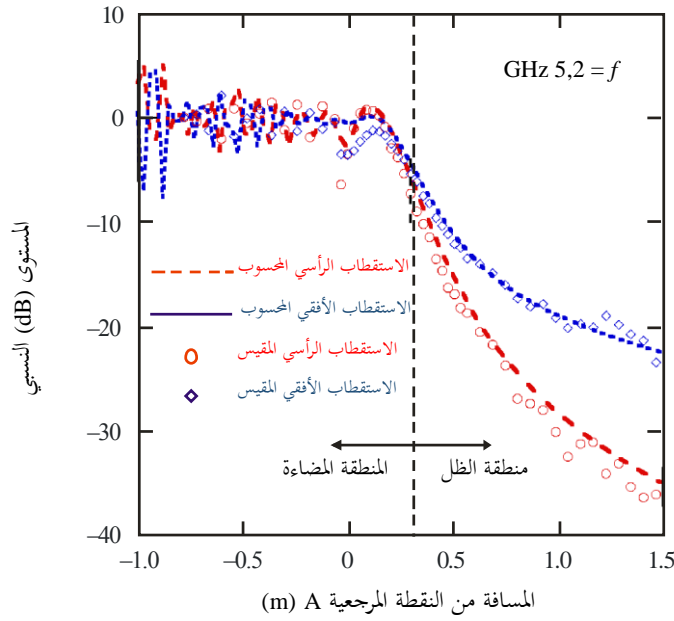 10
GHz 5,2 = f
0
–10
الاستقطاب الرأسي المحسوب
الاستقطاب الأفقي المحسوب
–20
الاستقطاب الرأسي المقيس
الاستقطاب الأفقي المقيس
–30
المنطقة المضاءة
منطقة الظل
–40
–1.0
–0.5
0
0.5
1.0
1.5
المستوى (dB) النسبي
المسافة من النقطة المرجعية A (m)